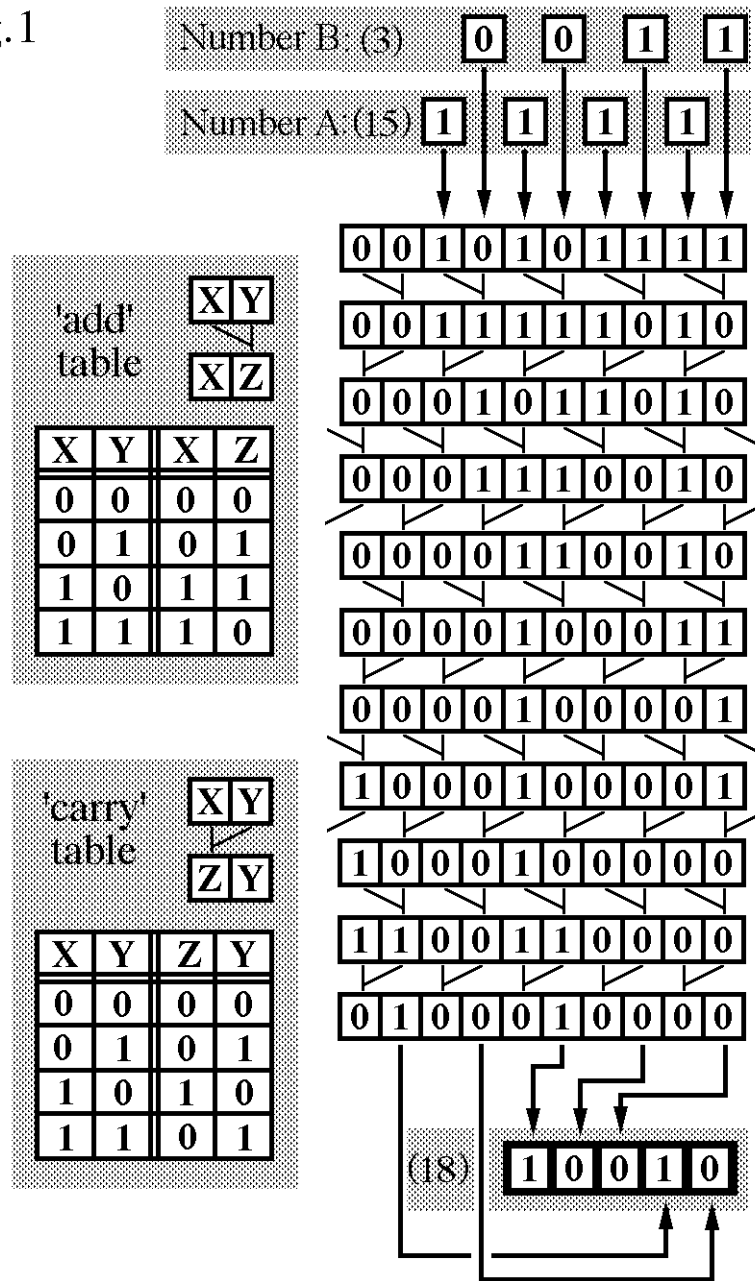 g.1
Number B: (3) 0 0 1 1
Number A:(15) 1 1 1 1
0 0 1 0 1 0 1 1 1 1
0 0 1 1 1 1 1 0 1 0
0 0 0 1 0 1 1 0 1 0
0 0 0 1 1 1 0 0 1 0
0 0 0 0 1 1 0 0 1 0
0 0 0 0 1 0 0 0 1 1
0 0 0 0 1 0 0 0 0 1
1 0 0 0 1 0 0 0 0 1
1 0 0 0 1 0 0 0 0 0
1 1 0 0 1 1 0 0 0 0
0 1 0 0 0 1 0 0 0 0
(18) 1 0 0 1 0
'add'
table
X Y
X Z
X Y X Z
0 0 0 0
0 1 0 1
1 0 1 1
1 1 1 0
'carry'
table
X Y
Z Y
X Y Z Y
0 0 0 0
0 1 0 1
1 0 1 0
1 1 0 1